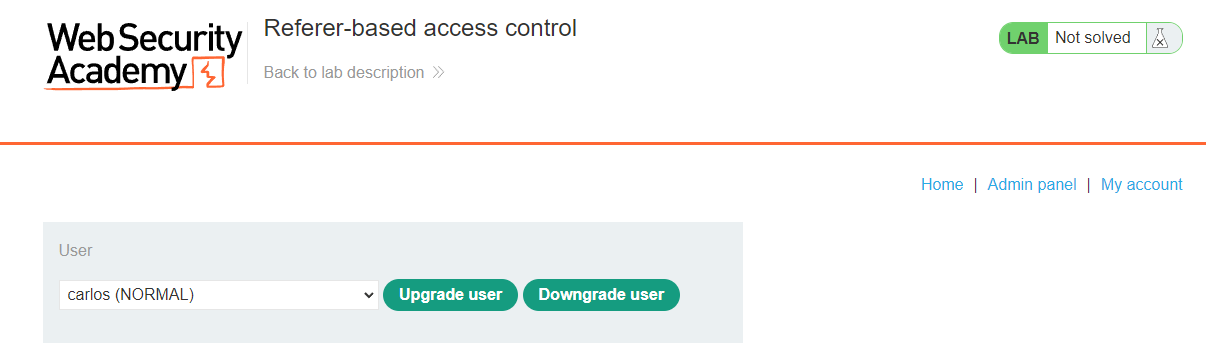 Web Security Academy
Referer-based access control
Back to lab description >>
LAB Not solved
Home | Admin panel | My account
User
carlos (NORMAL) Upgrade user Downgrade user